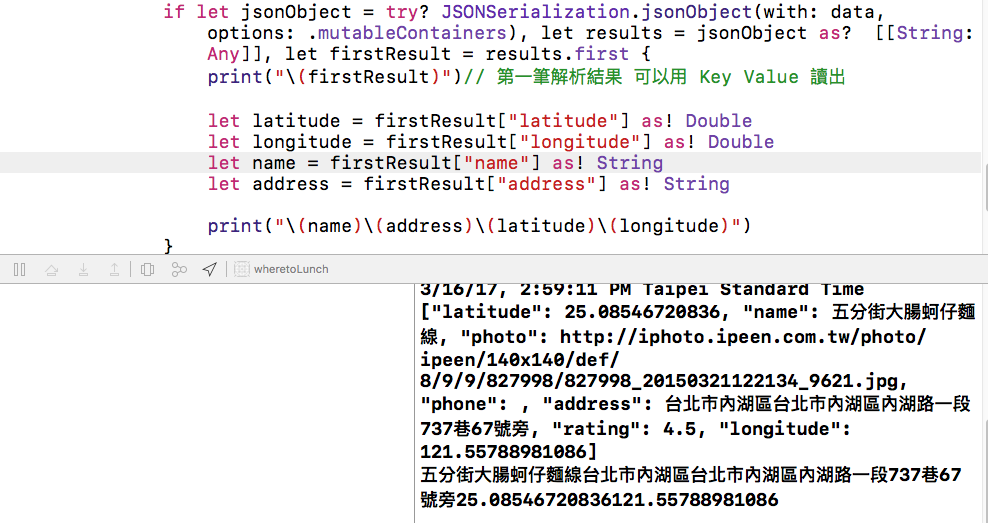 if let jsonObject = try? JSONSerialization.jsonObject(with: data,
options: .mutableContainers), let results = jsonObject as?  [[String:
Any]], let firstResult = results.first {
print("\(firstResult)")// 第一筆解析結果 可以用 Key Value 讀出
let latitude = firstResult["latitude"] as! Double
let longitude = firstResult["longitude"] as! Double
let name = firstResult["name"] as! String
let address = firstResult["address"] as! String
print("\(name)\(address)\(latitude)\(longitude)")
}
wheretoLunch
3/16/17, 2:59:11 PM Taipei Standard Time
["latitude": 25.08546720836, "name": 五分街大腸蚵仔麵
線, "photo": http://iphoto.ipeen.com.tw/photo/
ipeen/140x140/def/
8/9/9/827998/827998_20150321122134_9621.jpg,
"phone": , "address": 台北市內湖區台北市內湖區內湖路一段
737巷67號旁, "rating": 4.5, "longitude":
121.55788981086]
五分街大腸蚵仔麵線台北市內湖區台北市內湖區內湖路一段737巷67
號旁25.08546720836121.55788981086